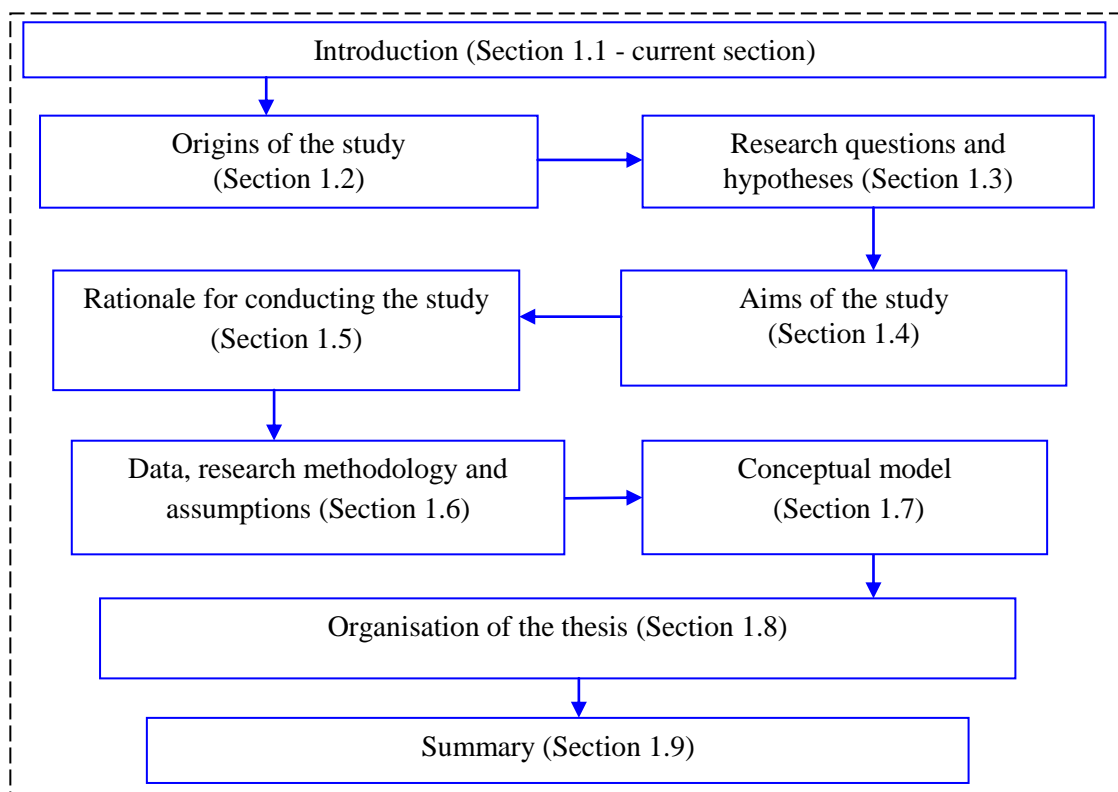 Introduction (Section 1.1 - current section)
Origins of the study
(Section 1.2)
Research questions and
hypotheses (Section 1.3)
Aims of the study
(Section 1.4)
Rationale for conducting the study
(Section 1.5)
Data, research methodology and
assumptions (Section 1.6)
Conceptual model
(Section 1.7)
Organisation of the thesis (Section 1.8)
Summary (Section 1.9)